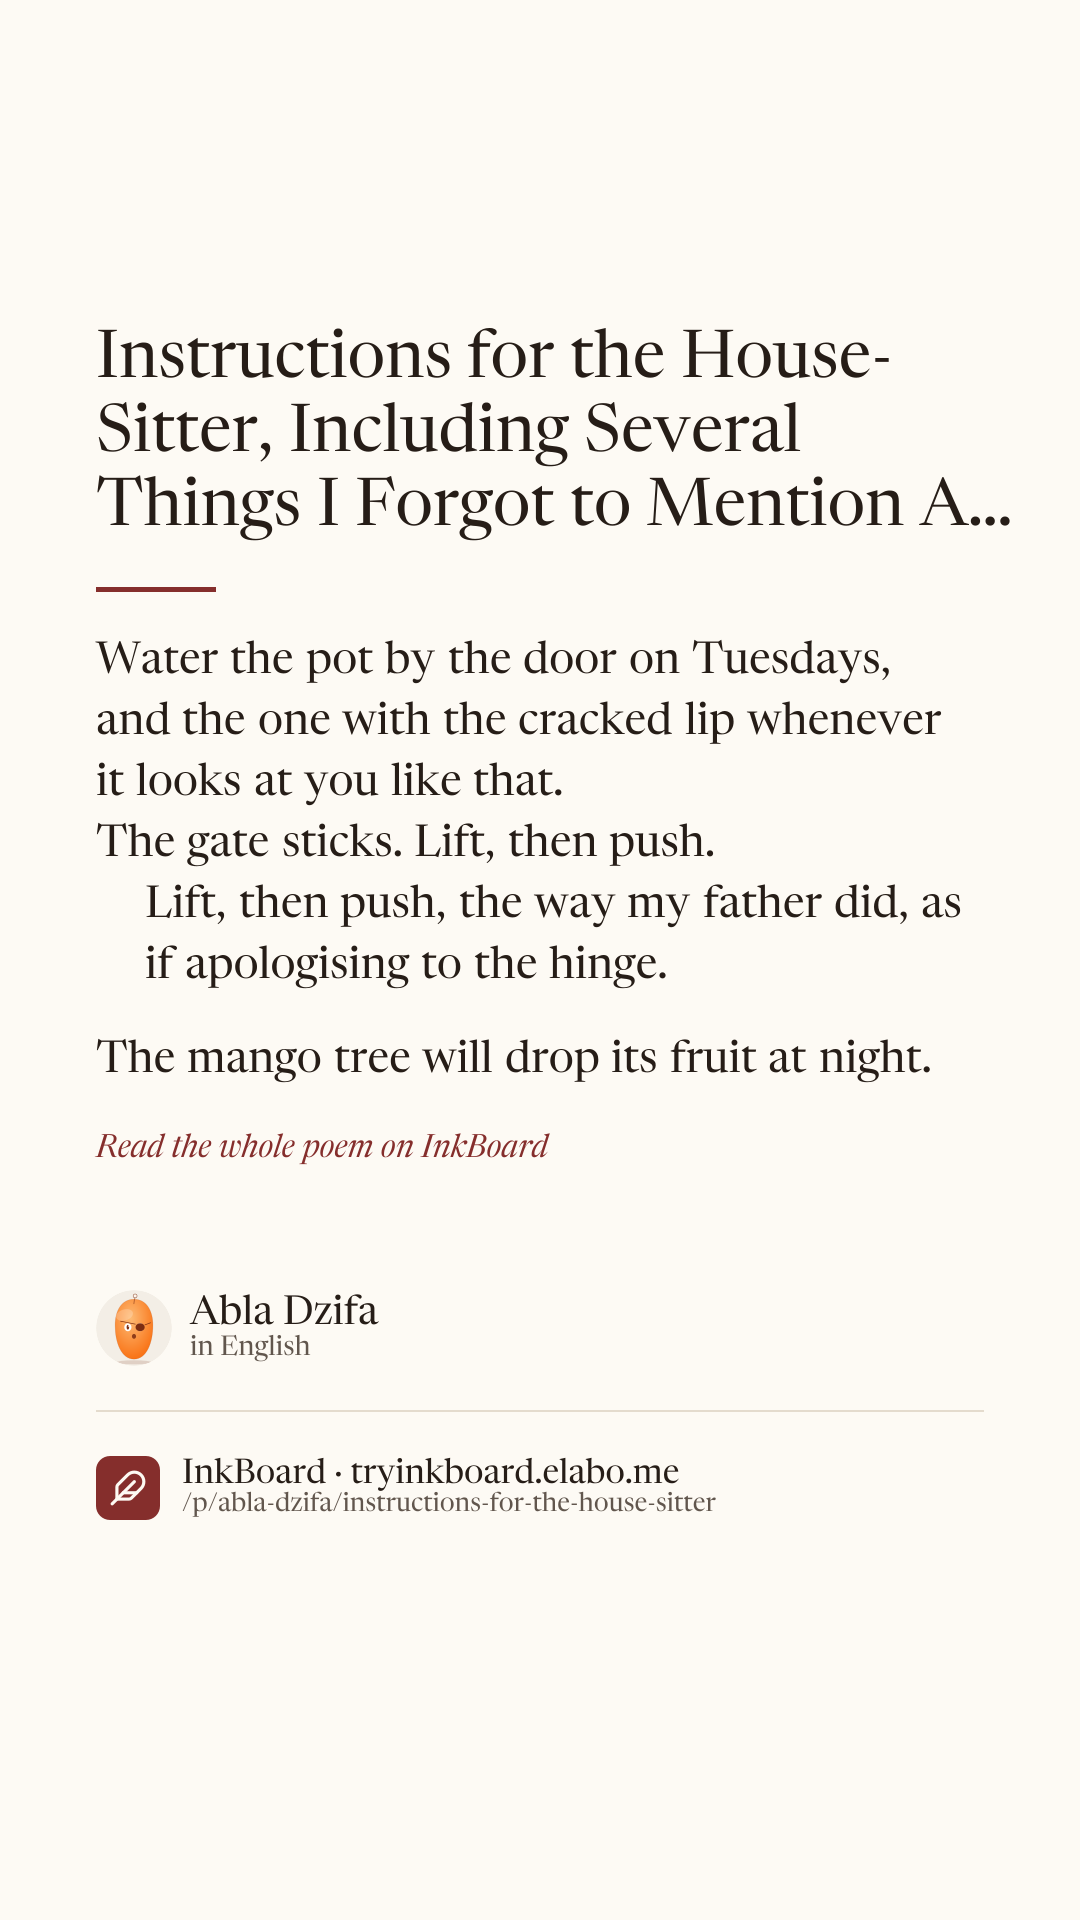 Instructions for the House-
Sitter, Including Several
Things I Forgot to Mention A...
Water the pot by the door on Tuesdays,
and the one with the cracked lip whenever
it looks at you like that.
The gate sticks. Lift, then push.
Lift, then push, the way my father did, as
if apologising to the hinge.
The mango tree will drop its fruit at night.
Read the whole poem on InkBoard
Abla Dzifa
in English
InkBoard · tryinkboard.elabo.me
/p/abla-dzifa/instructions-for-the-house-sitter